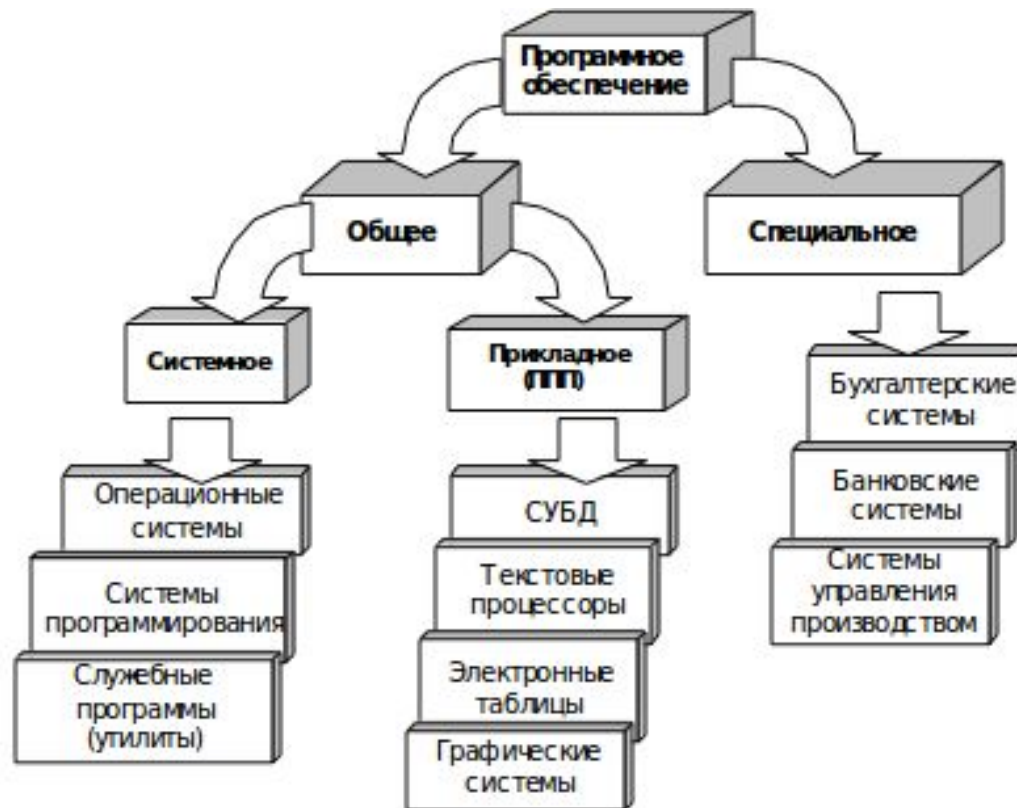 Программное
обеспечение
Общее
Специальное
Системное
Прикладное
(ППП)
Операционные
системы
Системы
программирования
Служебные
программы
(утилиты)
СУБД
Текстовые
процессоры
Электронные
таблицы
Графические
системы
Бухгалтерские
системы
Банковские
системы
Системы
управления
производством